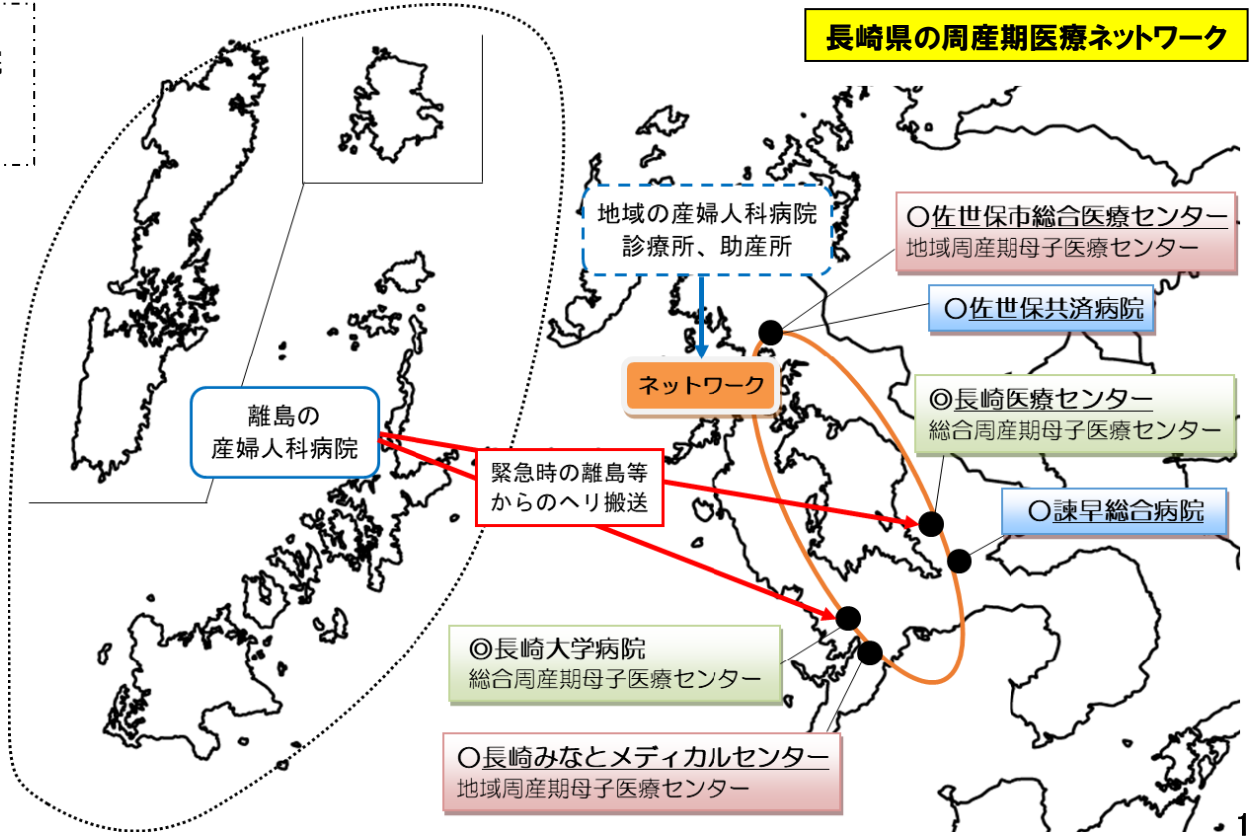 長崎県の周産期医療ネットワーク
地域の産婦人科病院
診療所、助産所
ネットワーク
〇佐世保市総合医療センター
地域周産期母子医療センター
〇佐世保共済病院
◎長崎医療センター
総合周産期母子医療センター
〇諫早総合病院
離島の
産婦人科病院
緊急時の離島等
からのヘリ搬送
◎長崎大学病院
総合周産期母子医療センター
〇長崎みなとメディカルセンター
地域周産期母子医療センター
1